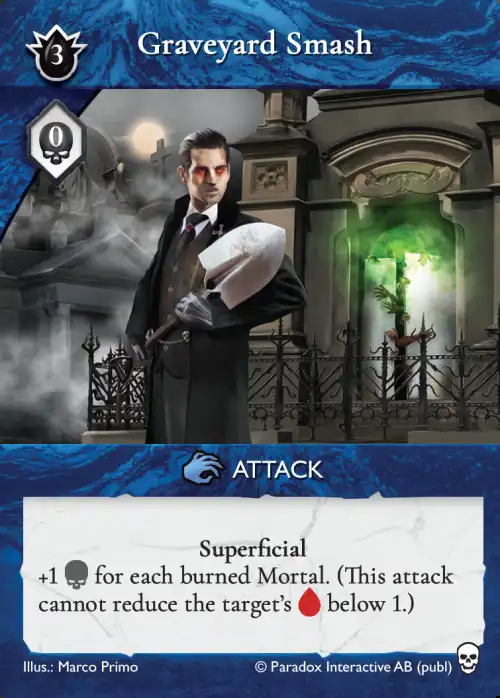 3
Graveyard Smash
0
ATTACK
Superficial
+1 for each burned Mortal. (This attack
cannot reduce the target's below 1.)
Illus.: Marco Primo
© Paradox Interactive AB (publ)